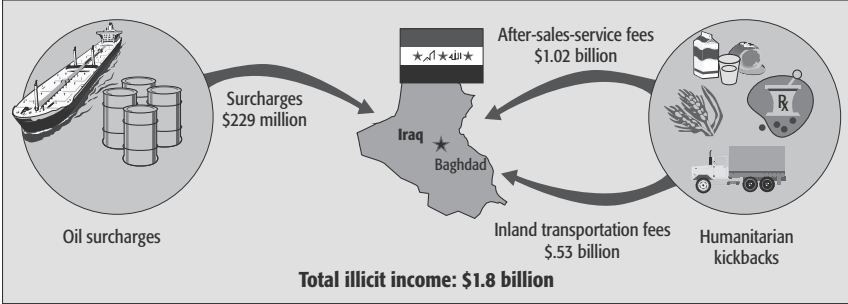 After-sales-service fees
$1.02 billion
Surcharges
$229 million
Iraq
Baghdad
℞
Inland transportation fees
$.53 billion
Oil surcharges
Humanitarian
kickbacks
Total illicit income: $1.8 billion